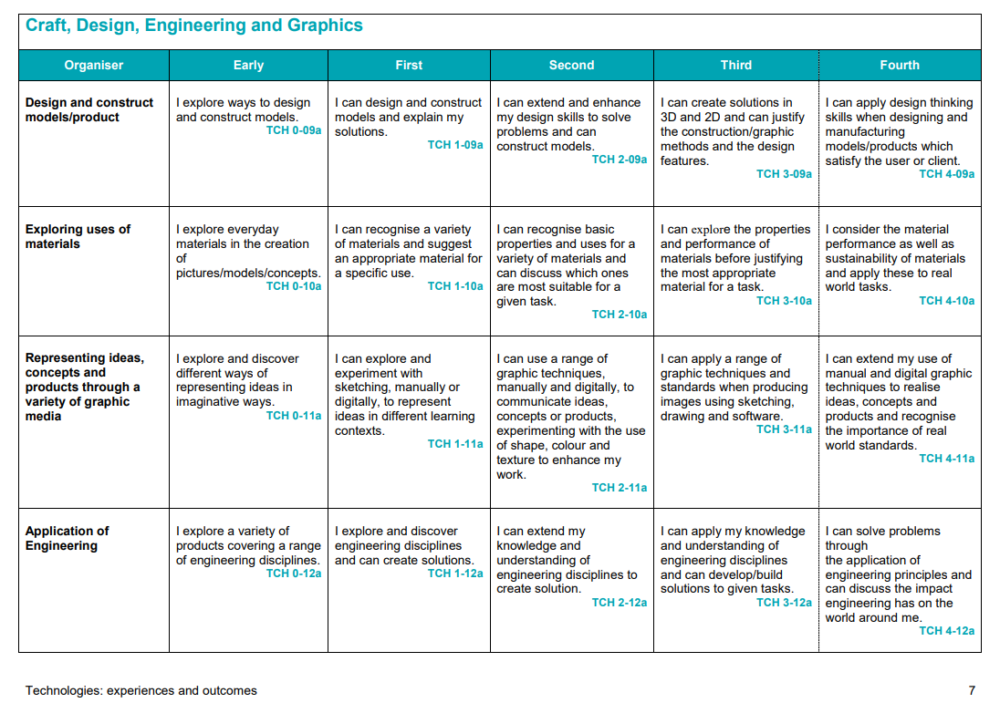 Craft, Design, Engineering and Graphics
Organiser
Early
First
Second
Third
Fourth
Design and construct
models/product
I explore ways to design
and construct models.
TCH 0-09a
I can design and construct
models and explain my
solutions.
TCH 1-09a
I can extend and enhance
my design skills to solve
problems and can
construct models.
TCH 2-09a
I can create solutions in
3D and 2D and can justify
the construction/graphic
methods and the design
features.
TCH 3-09a
I can apply design thinking
skills when designing and
manufacturing
models/products which
satisfy the user or client.
TCH 4-09a
Exploring uses of
materials
I explore everyday
materials in the creation
of
pictures/models/concepts.
TCH 0-10a
I can recognise a variety
of materials and suggest
an appropriate material for
a specific use.
TCH 1-10a
I can recognise basic
properties and uses for a
variety of materials and
can discuss which ones
are most suitable for a
given task.
TCH 2-10a
I can explore the properties
and performance of
materials before justifying
the most appropriate
material for a task.
TCH 3-10a
I consider the material
performance as well as
sustainability of materials
and apply these to real
world tasks.
TCH 4-10a
Representing ideas,
concepts and
products through a
variety of graphic
media
I explore and discover
different ways of
representing ideas in
imaginative ways.
TCH 0-11a
I can explore and
experiment with
sketching, manually or
digitally, to represent
ideas in different learning
contexts.
TCH 1-11a
I can use a range of
graphic techniques,
manually and digitally, to
communicate ideas,
concepts or products,
experimenting with the use
of shape, colour and
texture to enhance my
work.
TCH 2-11a
I can apply a range of
graphic techniques and
standards when producing
images using sketching,
drawing and software.
TCH 3-11a
I can extend my use of
manual and digital graphic
techniques to realise
ideas, concepts and
products and recognise
the importance of real
world standards.
TCH 4-11a
Application of
Engineering
I explore a variety of
products covering a range
of engineering disciplines.
TCH 0-12a
I explore and discover
engineering disciplines
and can create solutions.
TCH 1-12a
I can extend my
knowledge and
understanding of
engineering disciplines to
create solution.
TCH 2-12a
I can apply my knowledge
and understanding of
engineering disciplines
and can develop/build
solutions to given tasks.
TCH 3-12a
I can solve problems
through
the application of
engineering principles and
can discuss the impact
engineering has on the
world around me.
TCH 4-12a
Technologies: experiences and outcomes
7